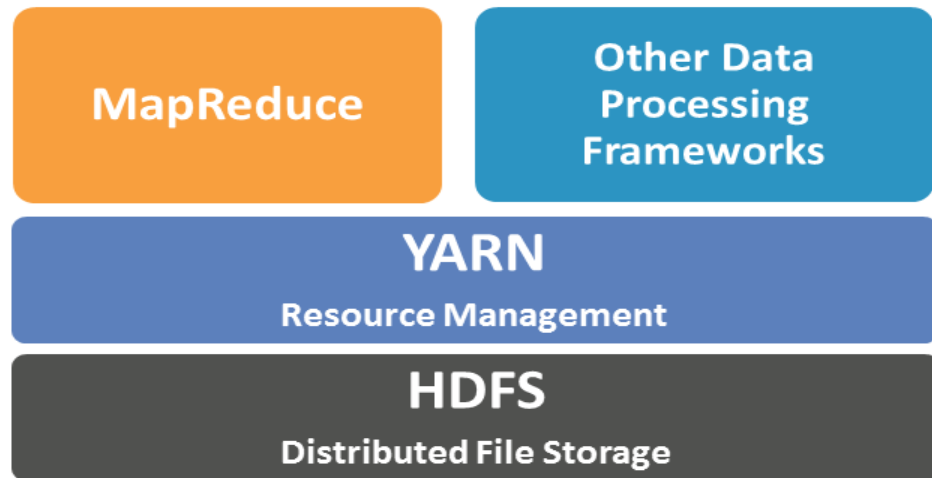 MapReduce
Other Data
Processing
Frameworks
YARN
Resource Management
HDFS
Distributed File Storage